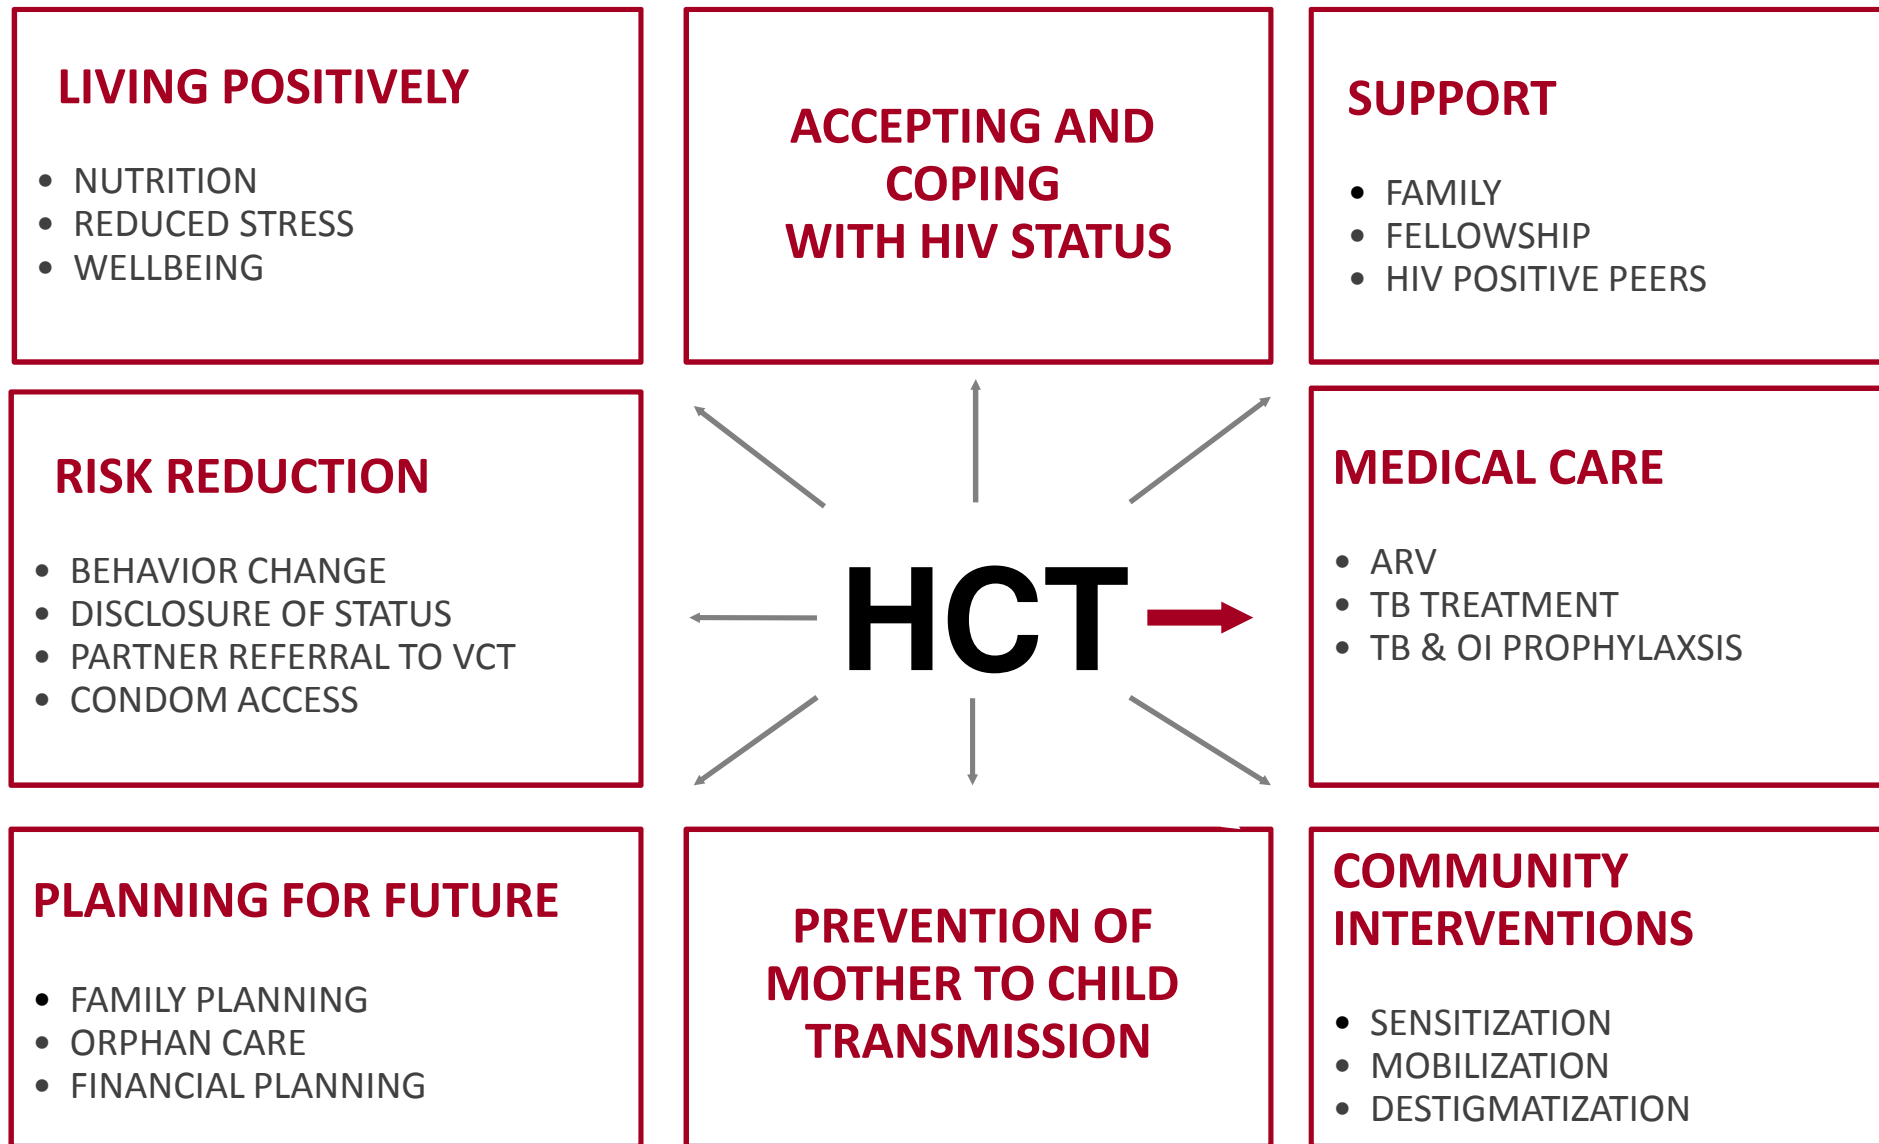 LIVING POSITIVELY
• NUTRITION
• REDUCED STRESS
• WELLBEING
ACCEPTING AND
COPING
WITH HIV STATUS
SUPPORT
• FAMILY
• FELLOWSHIP
• HIV POSITIVE PEERS
RISK REDUCTION
• BEHAVIOR CHANGE
• DISCLOSURE OF STATUS
• PARTNER REFERRAL TO VCT
• CONDOM ACCESS
HCT
MEDICAL CARE
• ARV
• TB TREATMENT
• TB & OI PROPHYLAXSIS
PLANNING FOR FUTURE
• FAMILY PLANNING
• ORPHAN CARE
• FINANCIAL PLANNING
PREVENTION OF
MOTHER TO CHILD
TRANSMISSION
COMMUNITY
INTERVENTIONS
• SENSITIZATION
• MOBILIZATION
• DESTIGMATIZATION